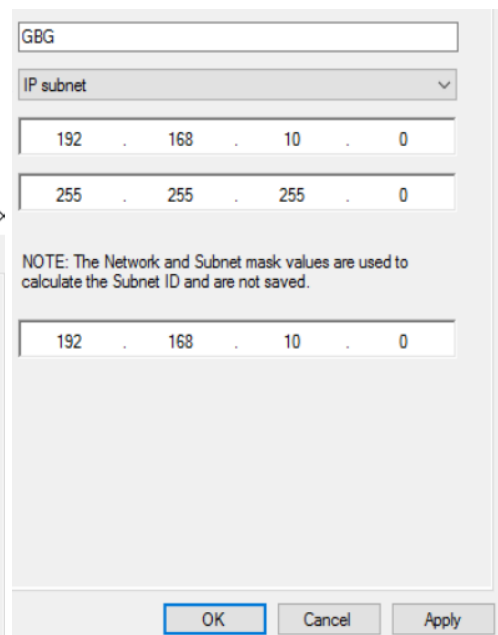 GBG
IP subnet
192 . 168 . 10 . 0
255 . 255 . 255 . 0
NOTE: The Network and Subnet mask values are used to
calculate the Subnet ID and are not saved.
192 . 168 . 10 . 0
OK Cancel Apply